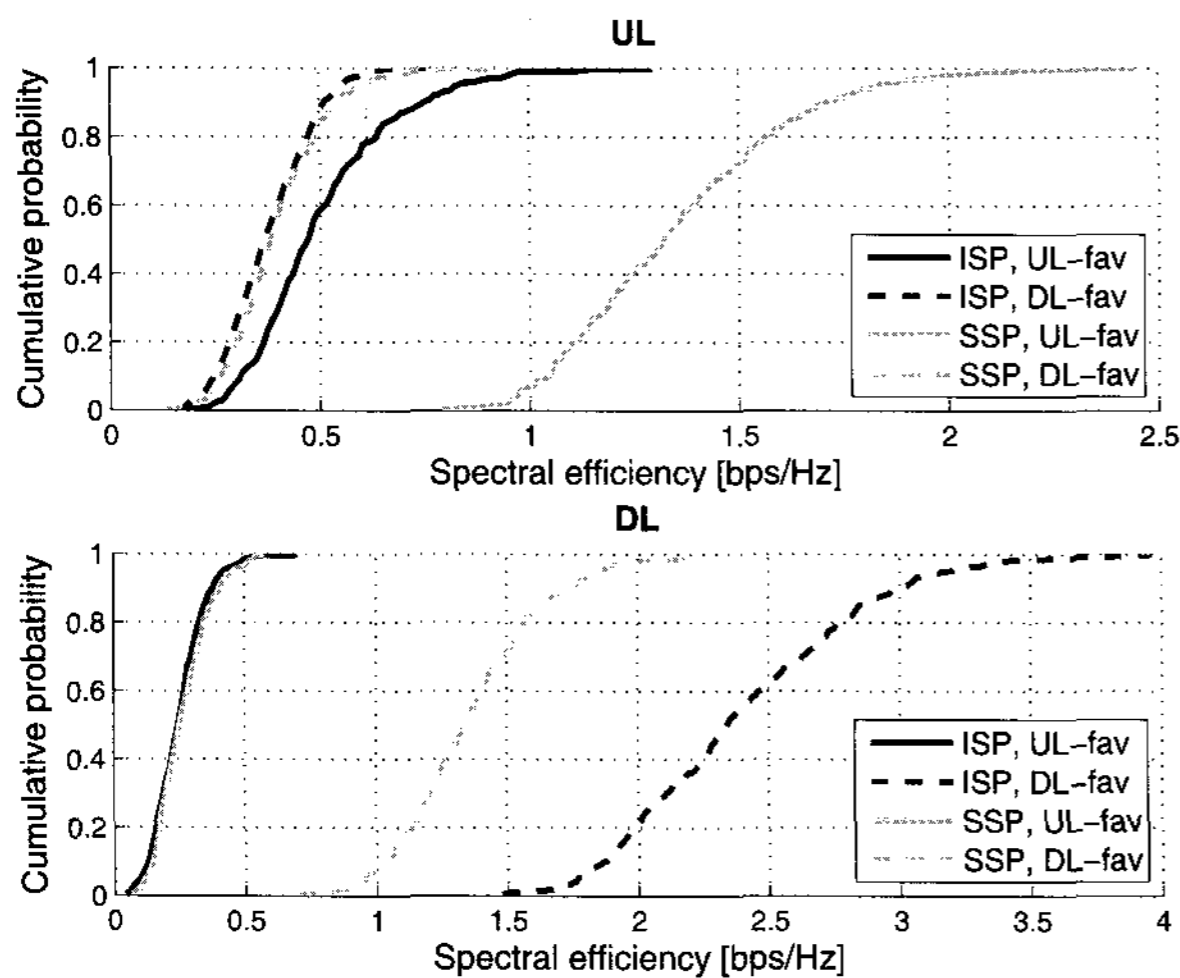 UL
Cumulative probability
1
0.8
0.6
0.4
0.2
0
0 0.5 1 1.5 2 2.5
Spectral efficiency [bps/Hz]
ISP, UL-fav
ISP, DL-fav
SSP, UL-fav
SSP, DL-fav
DL
Cumulative probability
1
0.8
0.6
0.4
0.2
0
0 0.5 1 1.5 2 2.5 3 3.5 4
Spectral efficiency [bps/Hz]
ISP, UL-fav
ISP, DL-fav
SSP, UL-fav
SSP, DL-fav